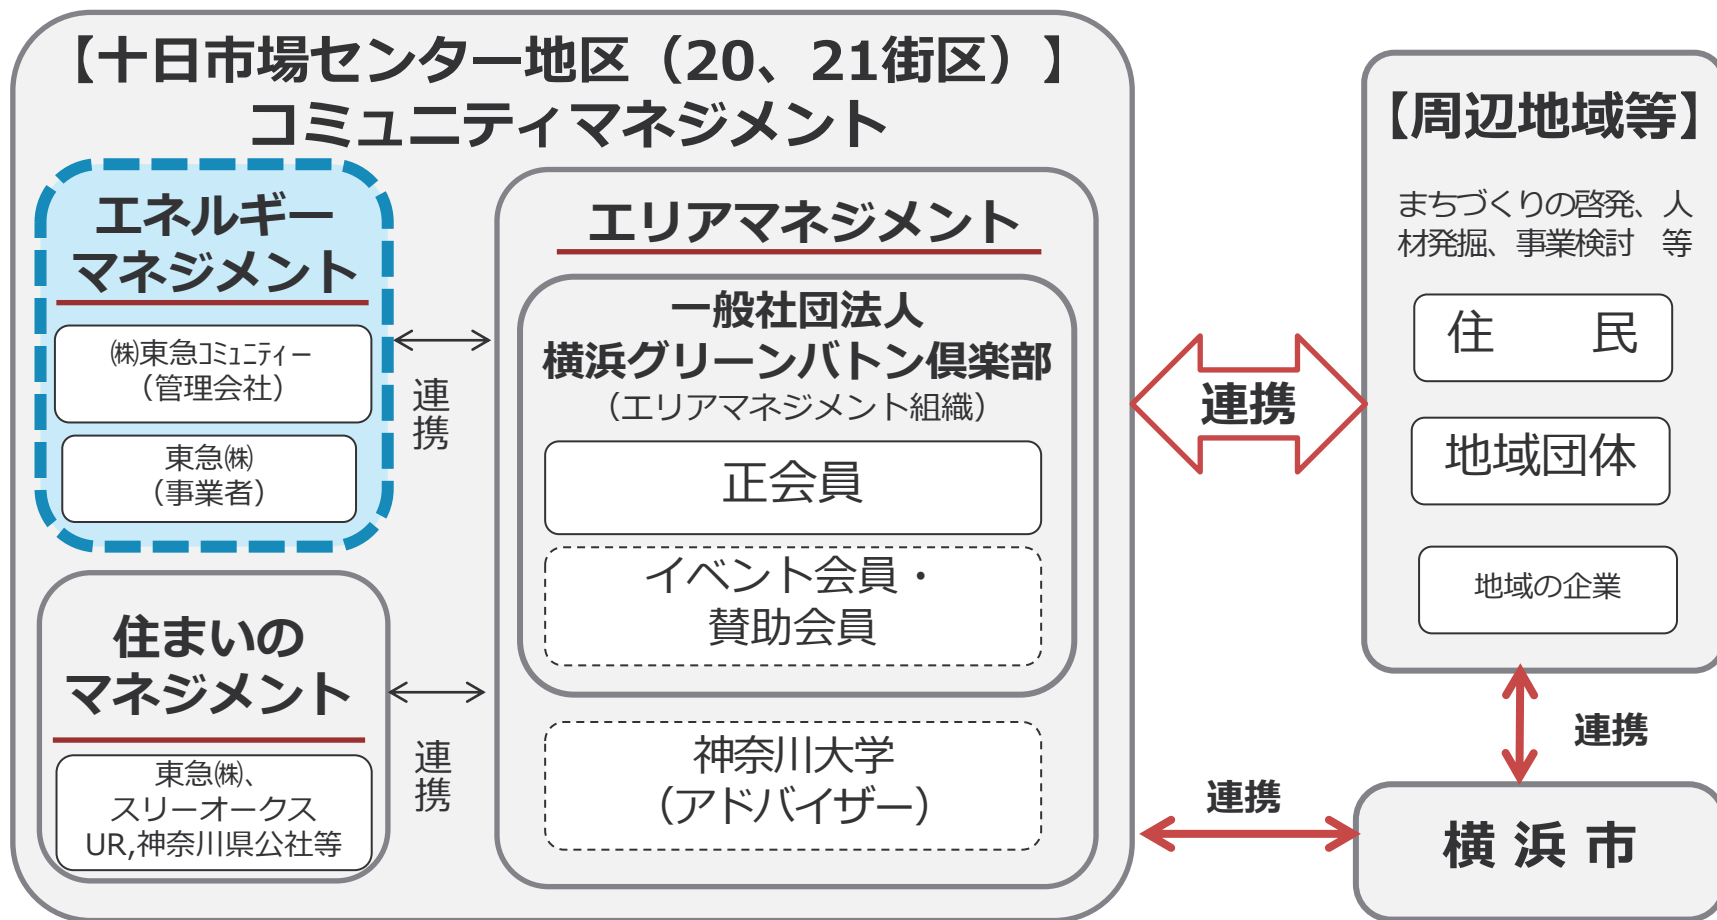 【十日市場センター地区（20、21街区）】
コミュニティマネジメント
エネルギー
マネジメント
㈱東急ｺﾐｭﾆﾃｨー
（管理会社）
東急㈱
（事業者）
連携
住まいの
マネジメント
東急㈱、
スリーオークス
UR,神奈川県公社等
連携
エリアマネジメント
一般社団法人
横浜グリーンバトン倶楽部
（エリアマネジメント組織）
正会員
イベント会員・
賛助会員
神奈川大学
（アドバイザー）
連携
【周辺地域等】
まちづくりの啓発、人
材発掘、事業検討　等
住　　民
地域団体
地域の企業
連携
連携
横 浜 市